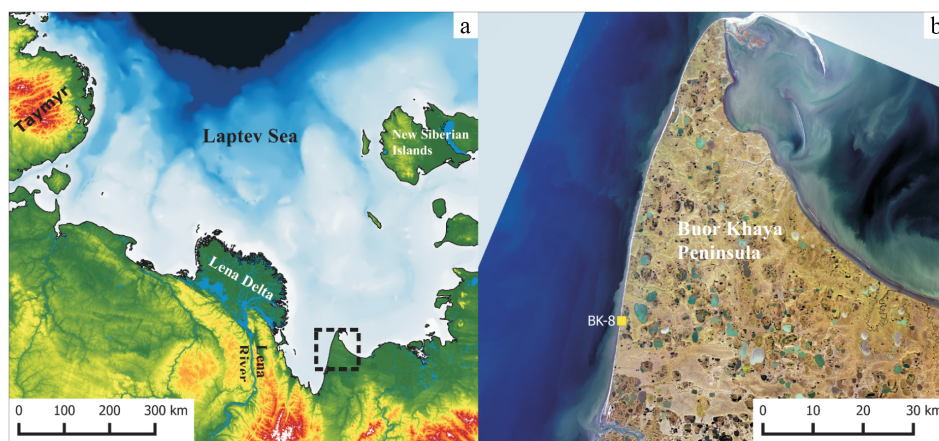 a
Taymyr
Laptev Sea
New Siberian
Islands
Lena Delta
Lena
River
0 100 200 300 km
b
Buor Khaya
Peninsula
BK-8
0 10 20 30 km